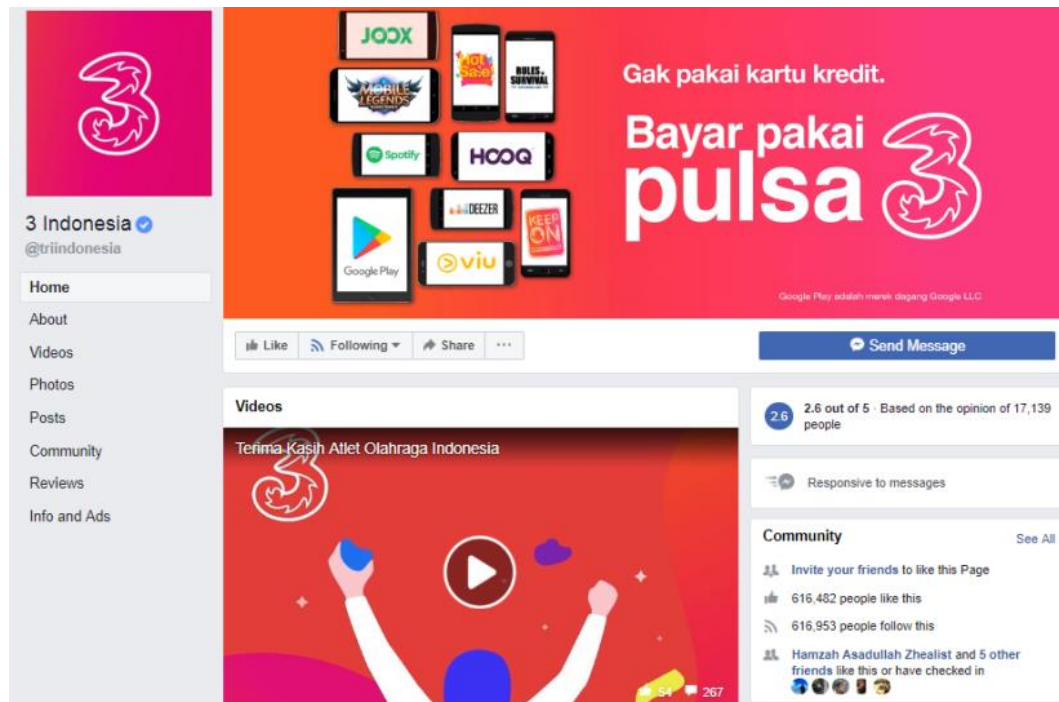 JOOX
Hot
Sale!
RULES OF
SURVIVAL
MOBILE
LEGENDS
Spotify
HOOQ
DEEZER
KEEP
ON
Google Play
viu
Gak pakai kartu kredit.
Bayar pakai
pulsa 3
Google Play adalah merek dagang Google LLC
3
3 Indonesia
@triindonesia
Home
About
Videos
Photos
Posts
Community
Reviews
Info and Ads
Like
Following
Share
...
Send Message
Videos
Terima Kasih Atlet Olahraga Indonesia
3
54
267
2.6
2.6 out of 5 · Based on the opinion of 17,139
people
Responsive to messages
Community
See All
Invite your friends to like this Page
616,482 people like this
616,953 people follow this
Hamzah Asadullah Zhealist and 5 other
friends like this or have checked in